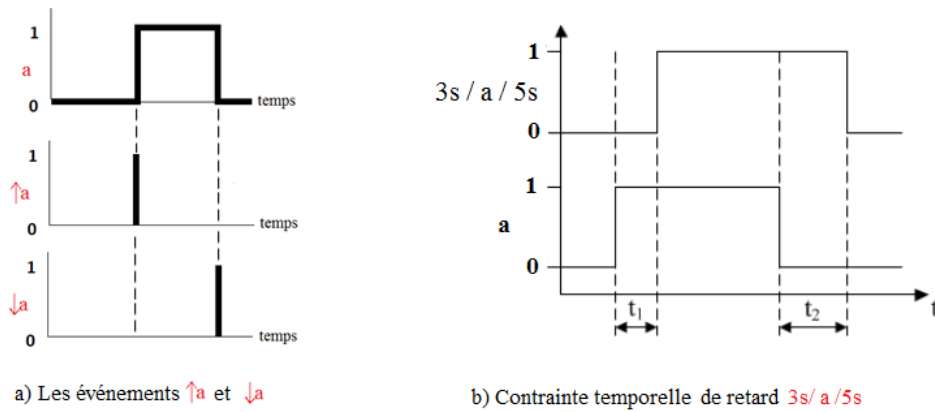 1
a
0
temps
1
↑a
0
temps
1
↓a
0
temps
a) Les événements ↑a et ↓a
1
3s / a / 5s
0
1
a
0
t₁
t₂
t
b) Contrainte temporelle de retard 3s/ a /5s